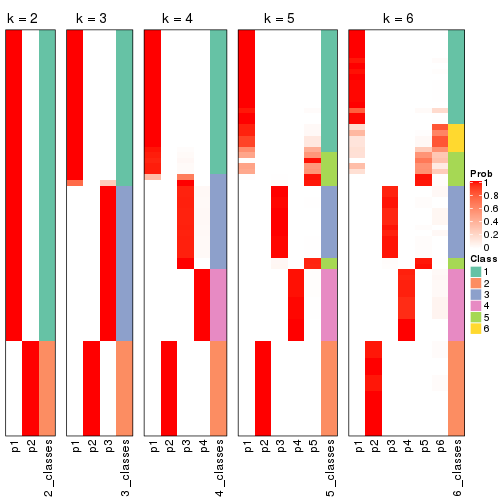 k = 2
k = 3
k = 4
k = 5
k = 6
Prob
1
0.8
0.6
0.4
0.2
0
Class
1
2
3
4
5
6
p1
p2
2_classes
p1
p2
p3
3_classes
p1
p2
p3
p4
4_classes
p1
p2
p3
p4
p5
5_classes
p1
p2
p3
p4
p5
p6
6_classes